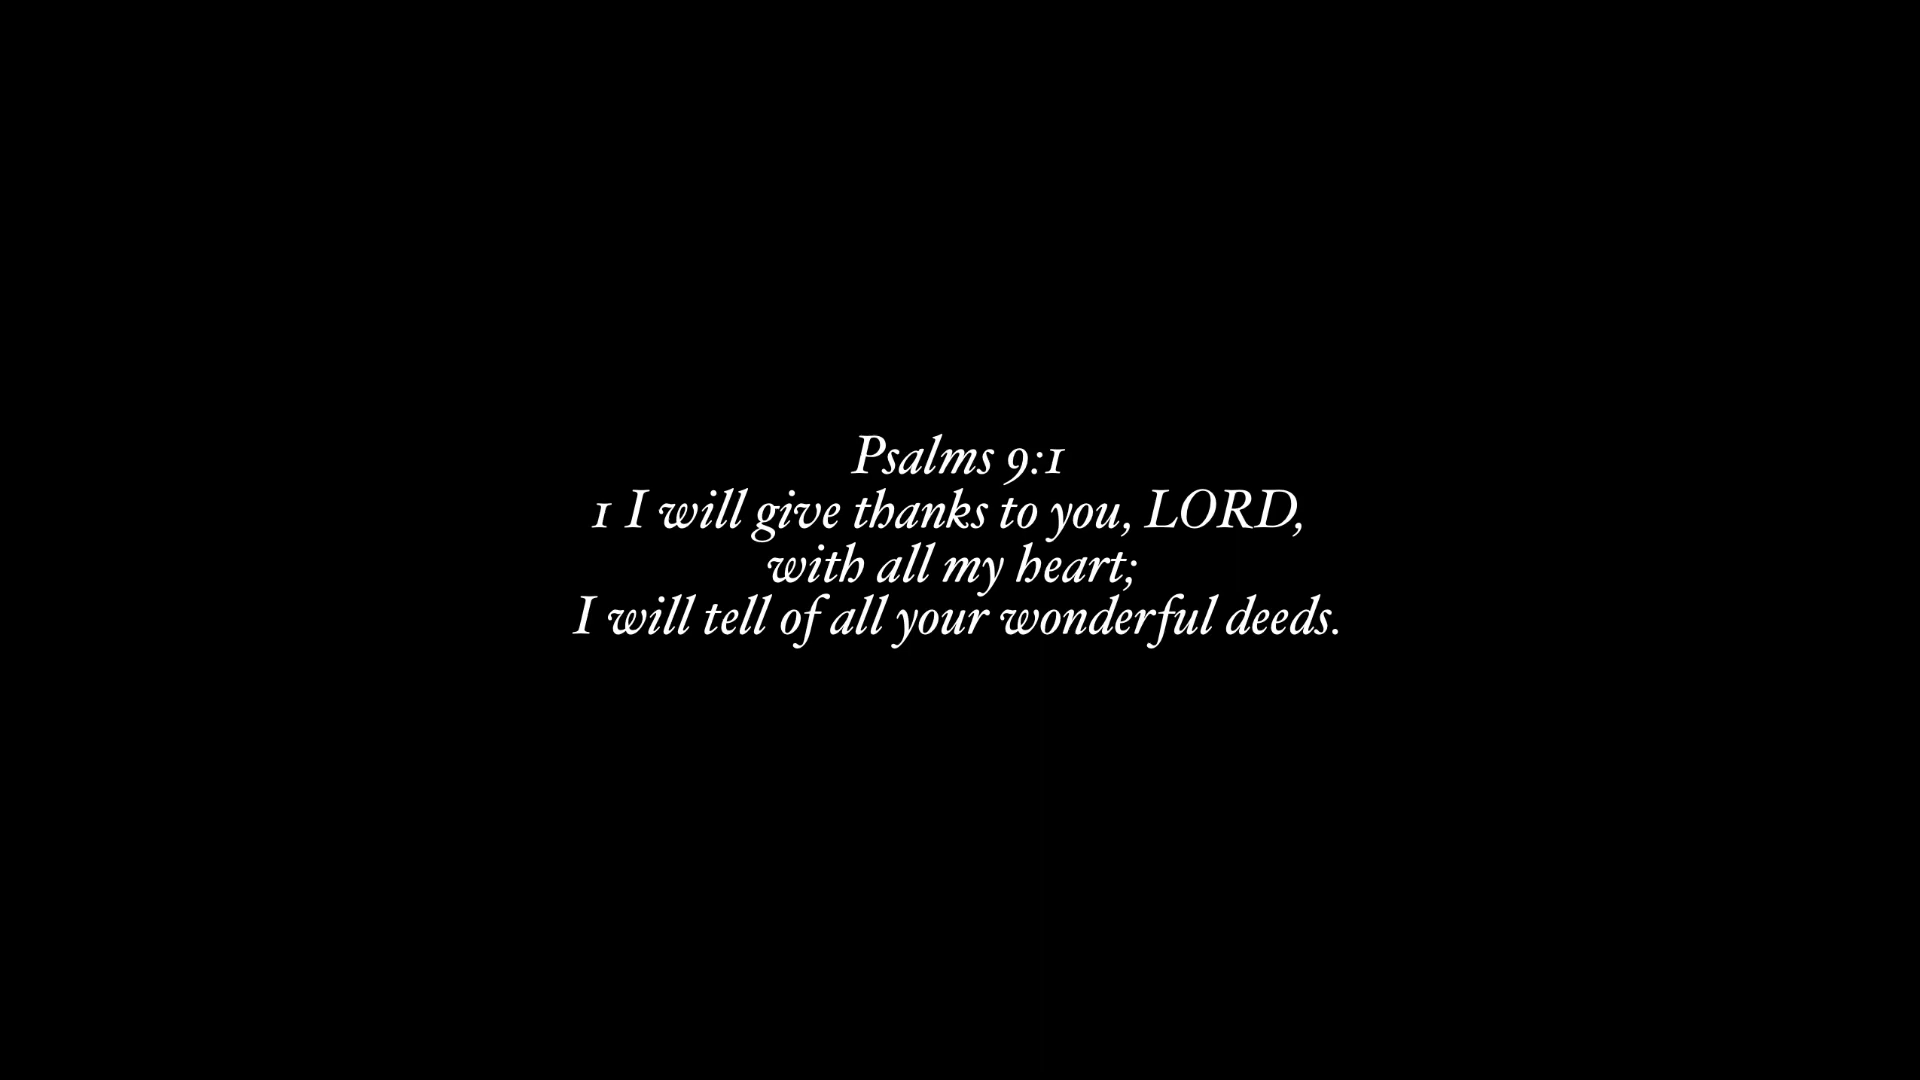 Psalms 9:1
1 I will give thanks to you, LORD,
with all my heart;
I will tell of all your wonderful deeds.